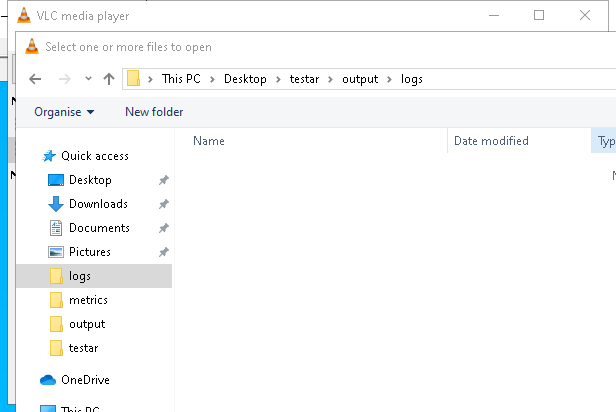 VLC media player
Select one or more files to open
This PC > Desktop > testar > output > logs
Organise New folder
Name Date modified Typ
Quick access
Desktop
Downloads
Documents
Pictures
logs
metrics
output
testar
OneDrive
This PC